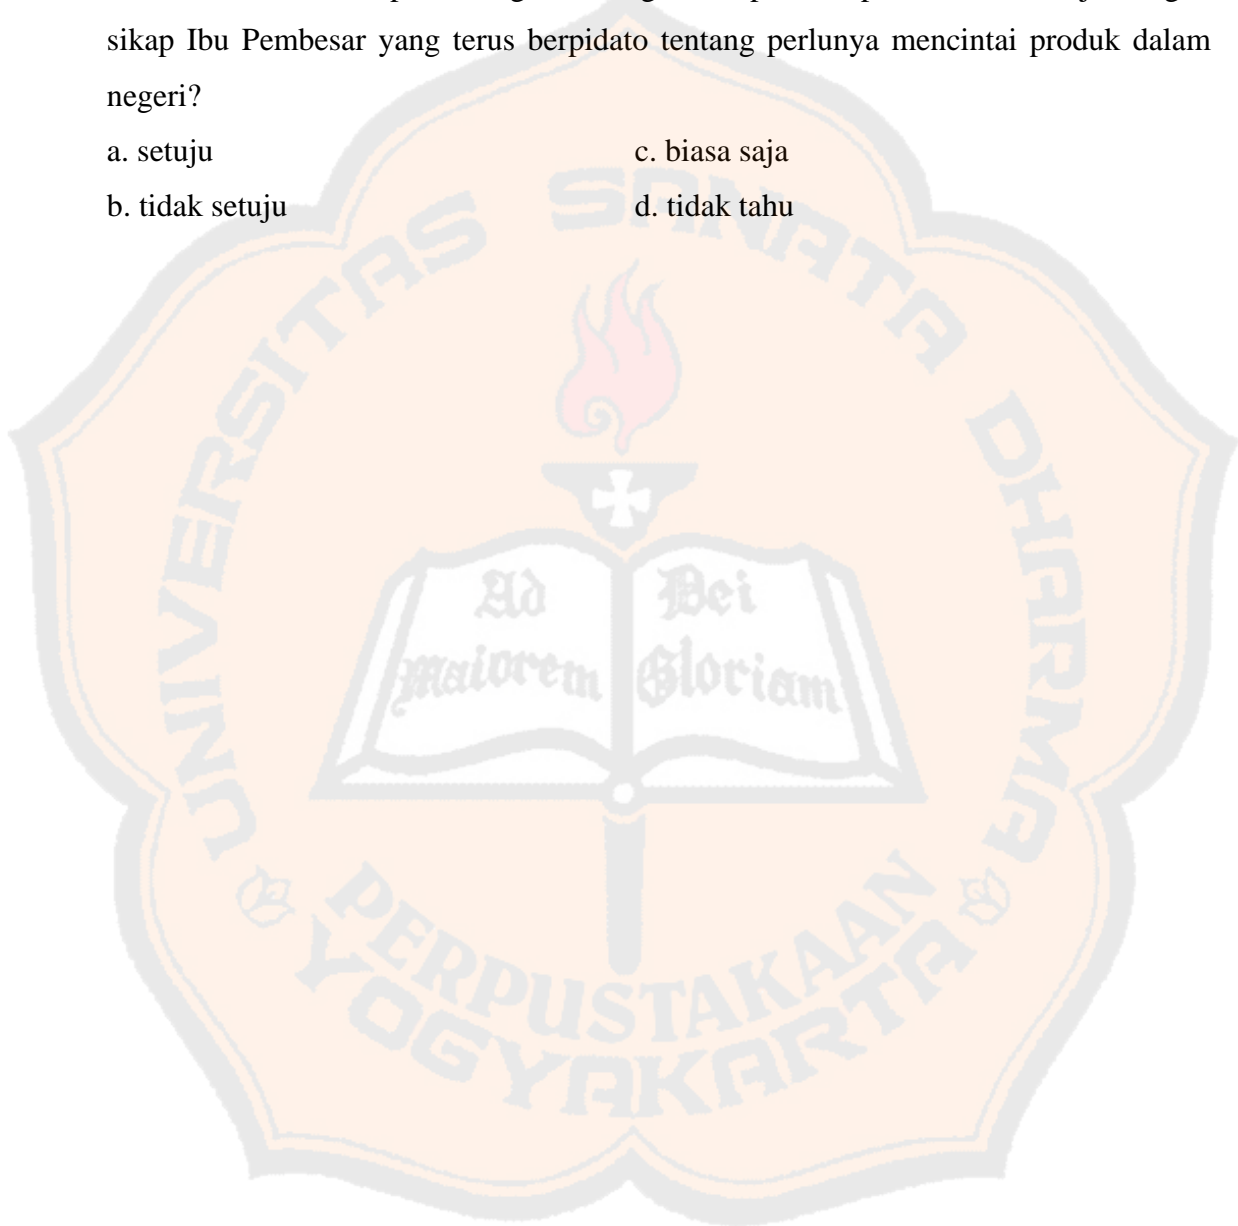 sikap Ibu Pembesar yang terus berpidato tentang perlunya mencintai produk dalam
negeri?
a. setuju
c. biasa saja
b. tidak setuju
d. tidak tahu
UNIVERSITAS SANATA DHARMA
Ad Dei
Maiorem Gloriam
PERPUSTAKAAN
YOGYAKARTA